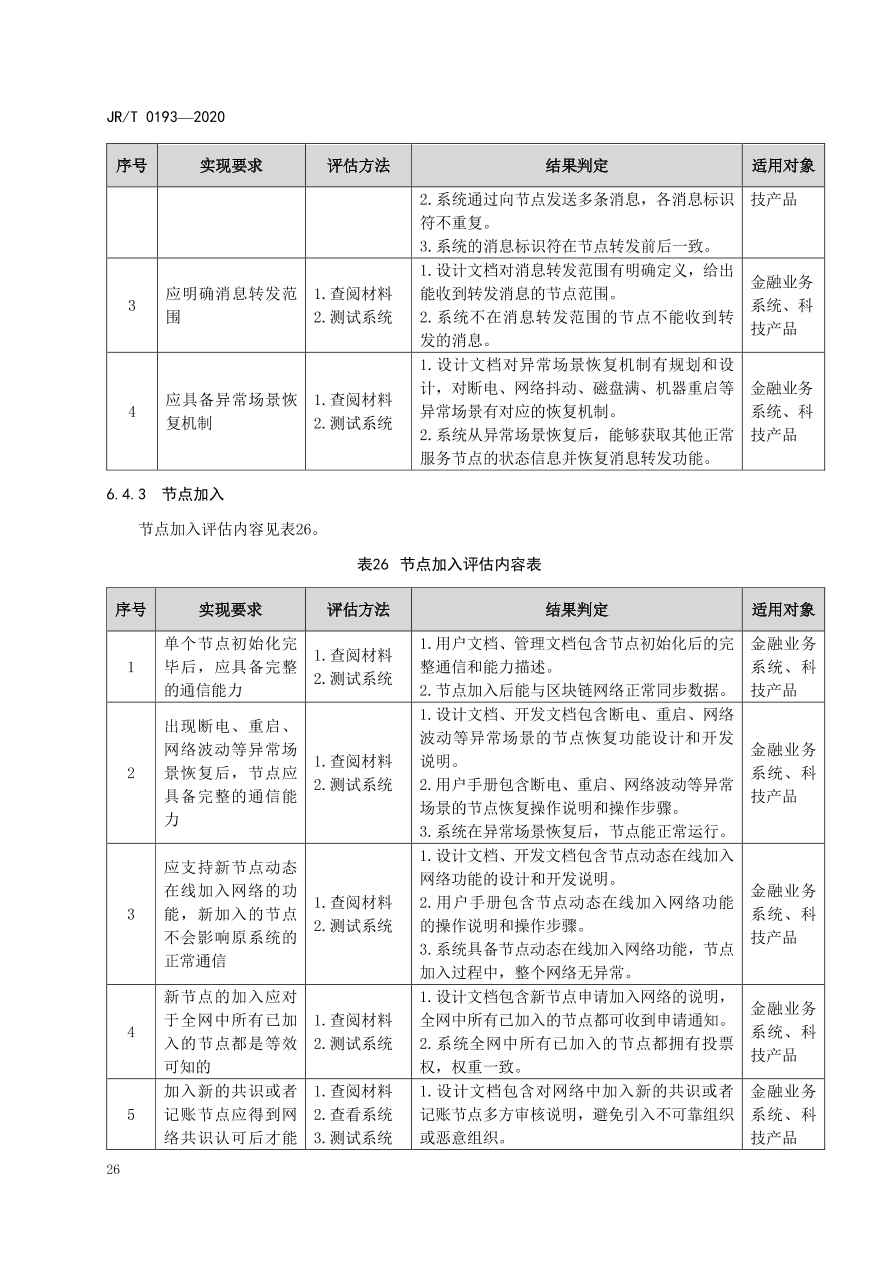 JR/T 0193—2020
序号 实现要求 评估方法 结果判定 适用对象
2.系统通过向节点发送多条消息，各消息标识 技产品
符不重复。
3.系统的消息标识符在节点转发前后一致。
3
应明确消息转发范
围
1.查阅材料
2.测试系统
1.设计文档对消息转发范围有明确定义，给出
能收到转发消息的节点范围。
2.系统不在消息转发范围的节点不能收到转
发的消息。
金融业务
系统、科
技产品
4
应具备异常场景恢
复机制
1.查阅材料
2.测试系统
1.设计文档对异常场景恢复机制有规划和设
计，对断电、网络抖动、磁盘满、机器重启等
异常场景有对应的恢复机制。
2.系统从异常场景恢复后，能够获取其他正常
服务节点的状态信息并恢复消息转发功能。
金融业务
系统、科
技产品
6.4.3 节点加入
节点加入评估内容见表26。
表26 节点加入评估内容表
序号 实现要求 评估方法 结果判定 适用对象
1
单个节点初始化完
毕后，应具备完整
的通信能力
1.查阅材料
2.测试系统
1.用户文档、管理文档包含节点初始化后的完
整通信和能力描述。
2.节点加入后能与区块链网络正常同步数据。
金融业务
系统、科
技产品
2
出现断电、重启、
网络波动等异常场
景恢复后，节点应
具备完整的通信能
力
1.查阅材料
2.测试系统
1.设计文档、开发文档包含断电、重启、网络
波动等异常场景的节点恢复功能设计和开发
说明。
2.用户手册包含断电、重启、网络波动等异常
场景的节点恢复操作说明和操作步骤。
3.系统在异常场景恢复后，节点能正常运行。
金融业务
系统、科
技产品
3
应支持新节点动态
在线加入网络的功
能，新加入的节点
不会影响原系统的
正常通信
1.查阅材料
2.测试系统
1.设计文档、开发文档包含节点动态在线加入
网络功能的设计和开发说明。
2.用户手册包含节点动态在线加入网络功能
的操作说明和操作步骤。
3.系统具备节点动态在线加入网络功能，节点
加入过程中，整个网络无异常。
金融业务
系统、科
技产品
4
新节点的加入应对
于全网中所有已加
入的节点都是等效
可知的
1.查阅材料
2.测试系统
1.设计文档包含新节点申请加入网络的说明，
全网中所有已加入的节点都可收到申请通知。
2.系统全网中所有已加入的节点都拥有投票
权，权重一致。
金融业务
系统、科
技产品
5
加入新的共识或者
记账节点应得到网
络共识认可后才能
1.查阅材料
2.查看系统
3.测试系统
1.设计文档包含对网络中加入新的共识或者
记账节点多方审核说明，避免引入不可靠组织
或恶意组织。
金融业务
系统、科
技产品
26